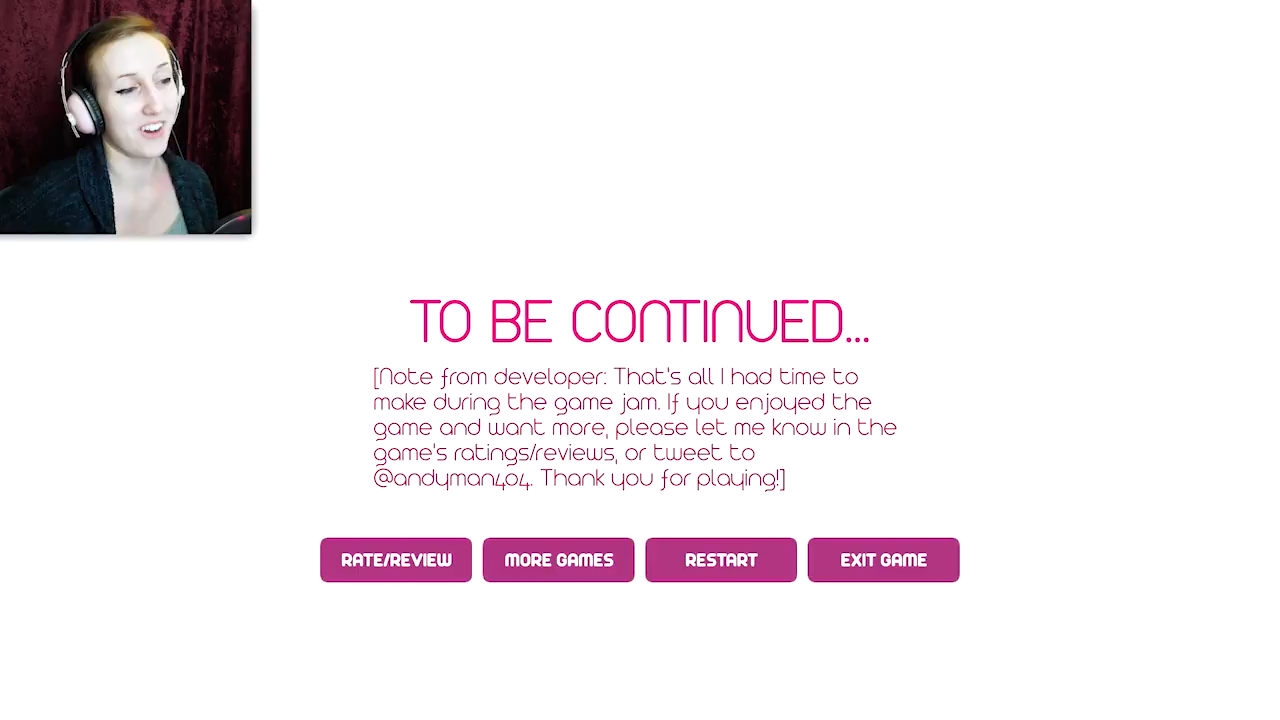 TO BE CONTINUED...
[Note from developer: That's all I had time to
make during the game jam. If you enjoyed the
game and want more, please let me know in the
game's ratings/reviews, or tweet to
@andyman404. Thank you for playing!]
RATE/REVIEW
MORE GAMES
RESTART
EXIT GAME